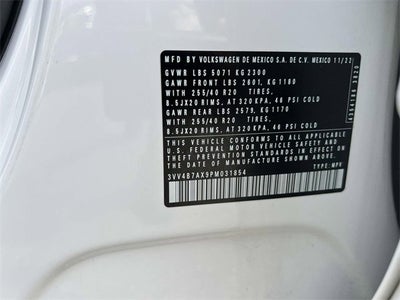 MFD BY VOLKSWAGEN DE MEXICO S.A. DE C.V. MEXICO 11/22
GVWR LBS 5071 KG 2300
GAWR FRONT LBS 2601, KG 1180
WITH 255/40 R20 TIRES,
8.5JX20 RIMS, AT 320 KPA, 46 PSI COLD
GAWR REAR LBS 2579, KG 1170
WITH 255/40 R20 TIRES,
8.5JX20 RIMS, AT 320 KPA, 46 PSI COLD
THIS VEHICLE CONFORMS TO ALL APPLICABLE
U.S. FEDERAL MOTOR VEHICLE SAFETY AND
THEFT PREVENTION STANDARDS IN EFFECT
ON THE DATE OF MANUFACTURE SHOWN ABOVE.
3VV4B7AX9PM031854
TYPE: MPV